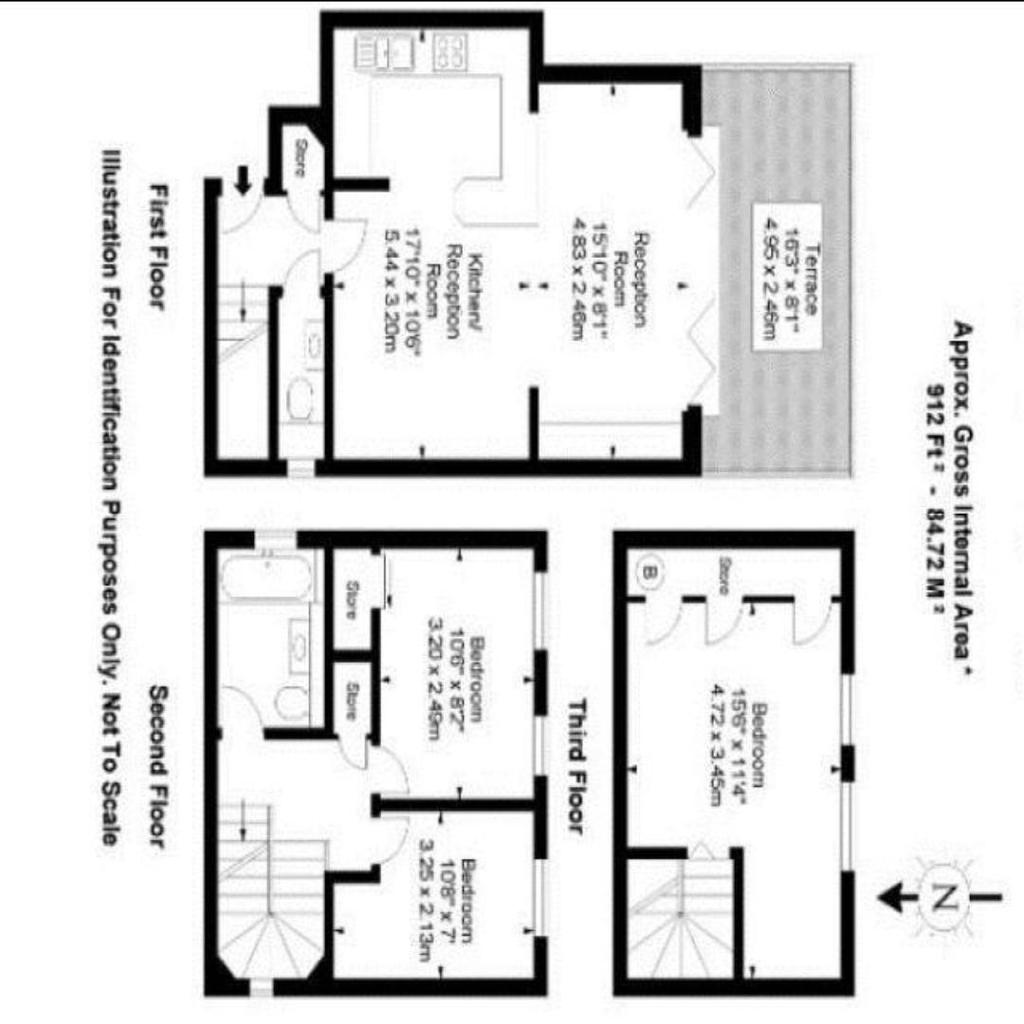 Approx. Gross Internal Area *
912 Ft² - 84.72 M²
N
Terrace
16'3" x 8'1"
4.95 x 2.46m
Reception
Room
15'10" x 8'1"
4.83 x 2.46m
Kitchen/
Reception
Room
17'10" x 10'6"
5.44 x 3.20m
Store
First Floor
B
Store
Bedroom
15'6" x 11'4"
4.72 x 3.45m
Third Floor
Bedroom
10'6" x 8'2"
3.20 x 2.49m
Store
Store
Bedroom
10'8" x 7'
3.25 x 2.13m
Second Floor
Illustration For Identification Purposes Only. Not To Scale